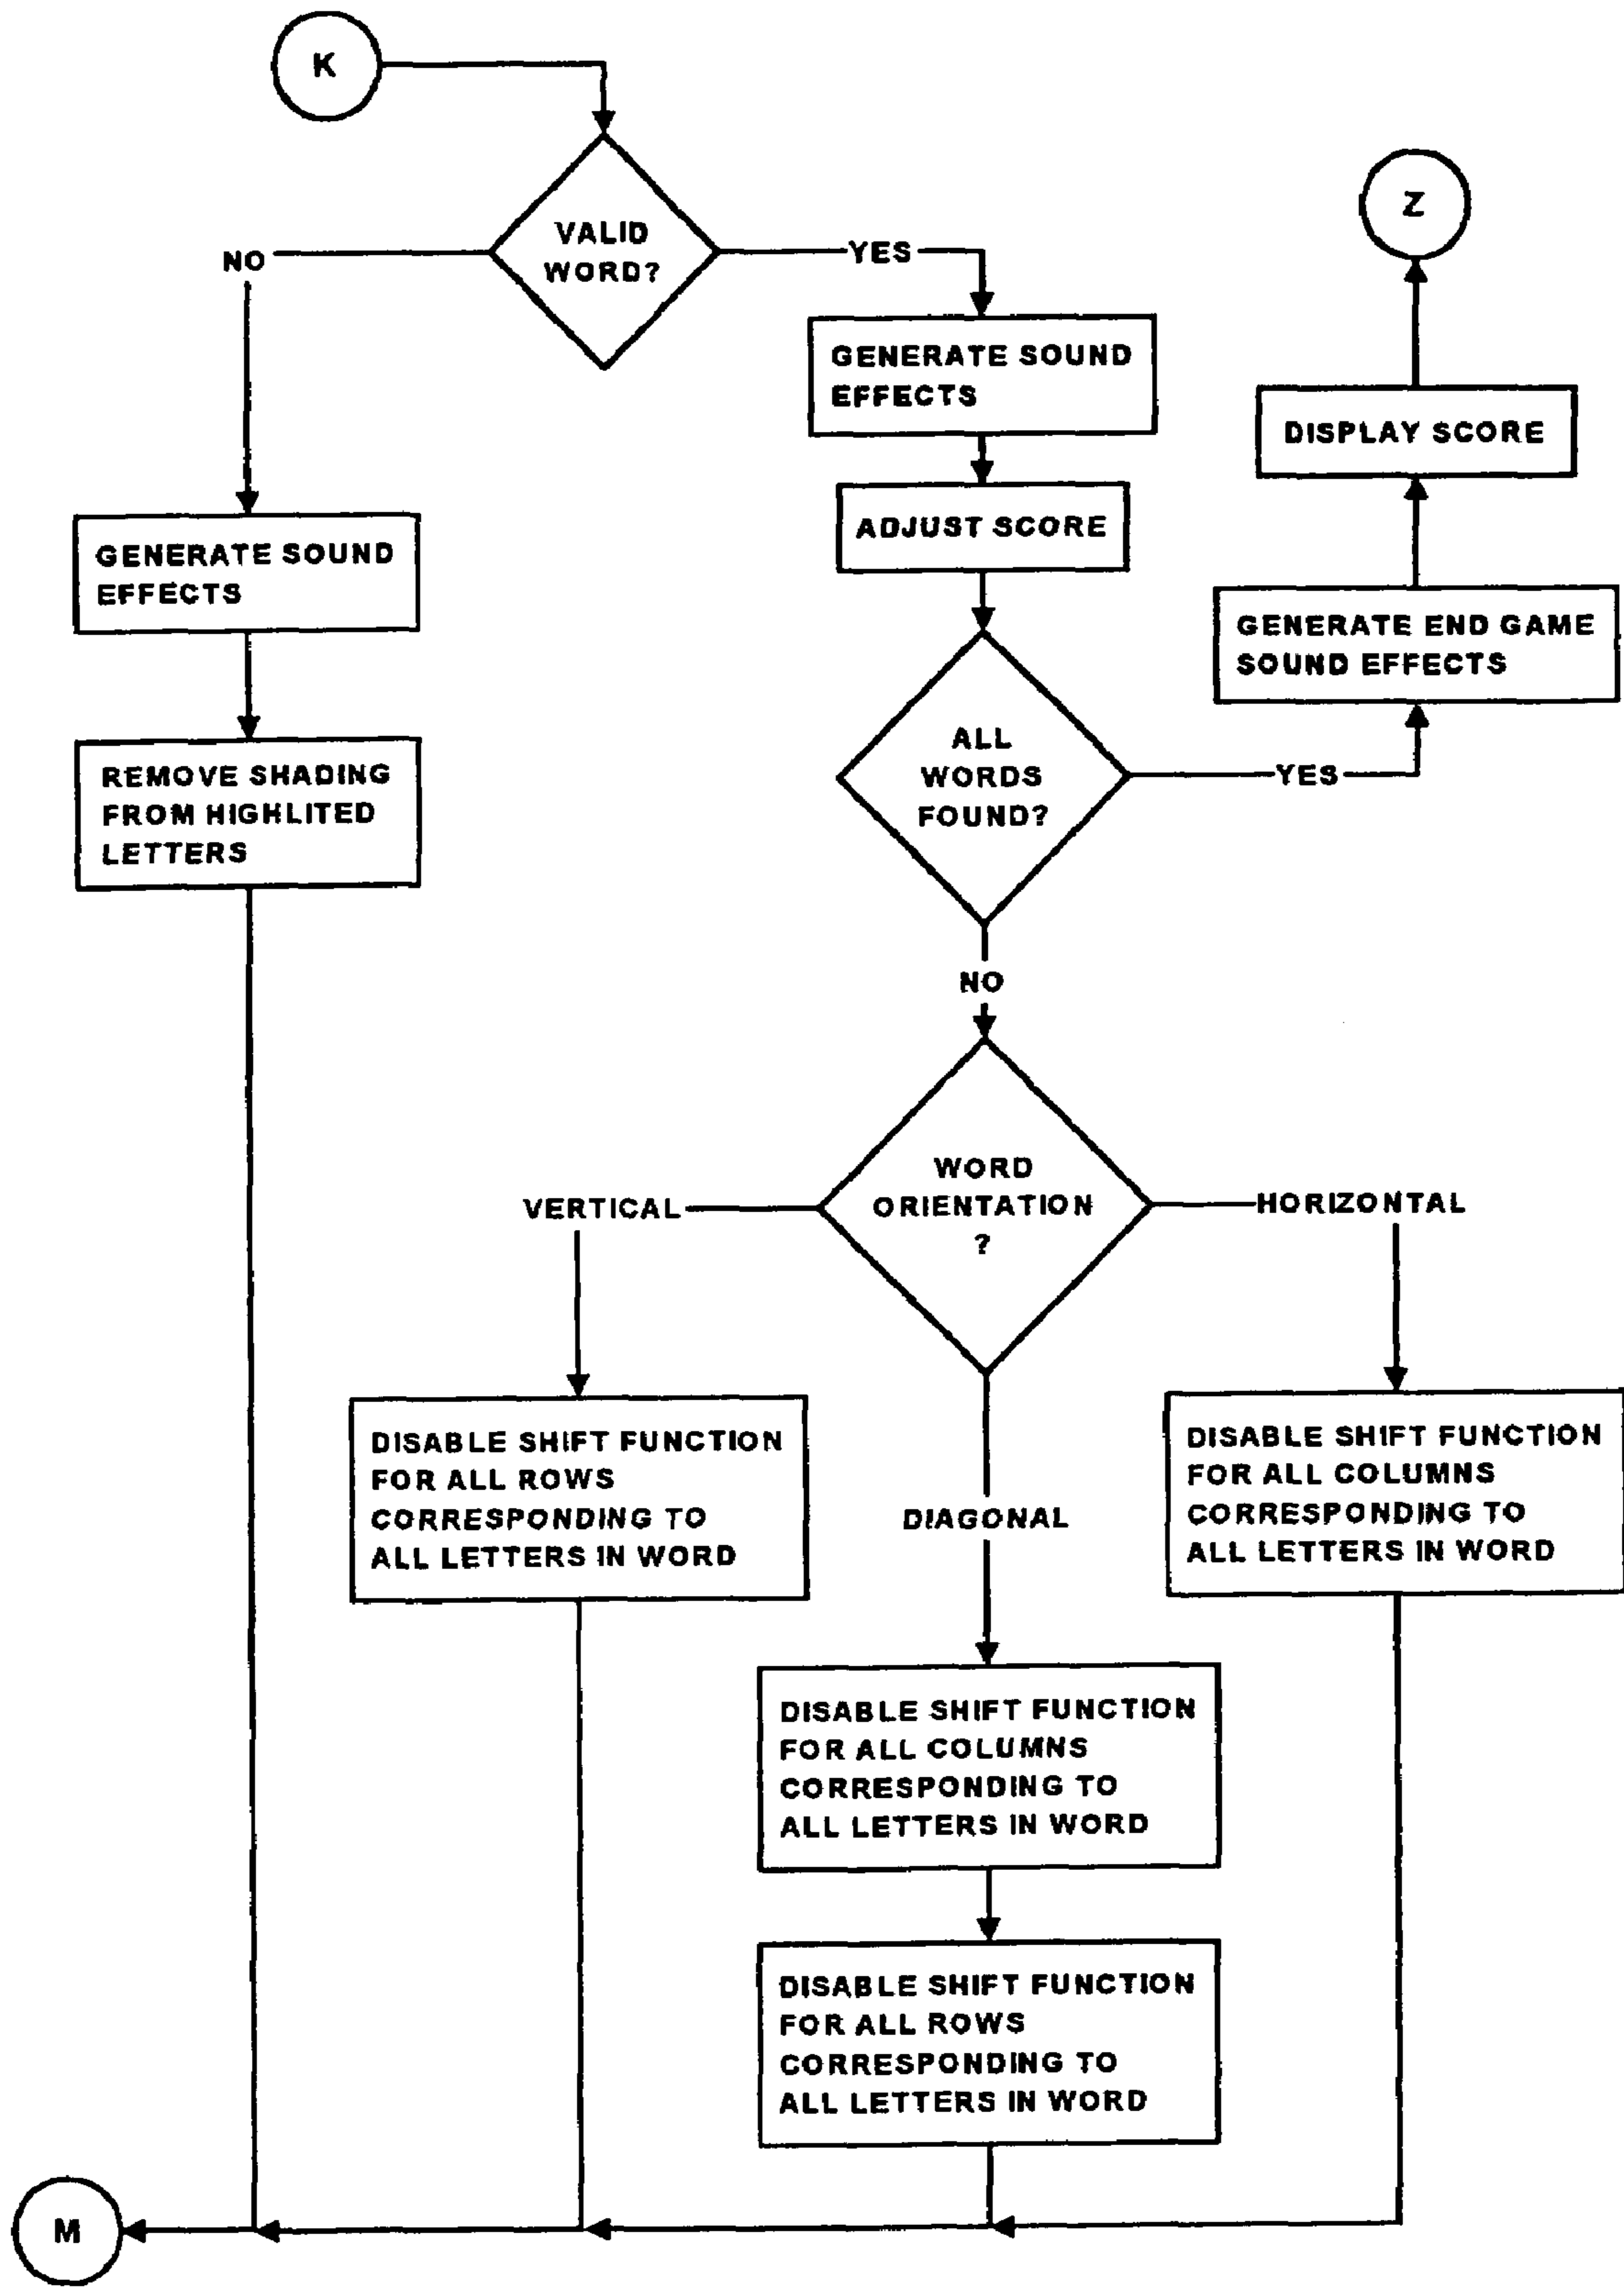 K
VALID
WORD?
NO
YES
Z
GENERATE SOUND
EFFECTS
DISPLAY SCORE
ADJUST SCORE
GENERATE SOUND
EFFECTS
GENERATE END GAME
SOUND EFFECTS
REMOVE SHADING
FROM HIGHLITED
LETTERS
ALL
WORDS
FOUND?
YES
NO
WORD
ORIENTATION
?
VERTICAL
HORIZONTAL
DISABLE SHIFT FUNCTION
FOR ALL ROWS
CORRESPONDING TO
ALL LETTERS IN WORD
DIAGONAL
DISABLE SHIFT FUNCTION
FOR ALL COLUMNS
CORRESPONDING TO
ALL LETTERS IN WORD
DISABLE SHIFT FUNCTION
FOR ALL COLUMNS
CORRESPONDING TO
ALL LETTERS IN WORD
DISABLE SHIFT FUNCTION
FOR ALL ROWS
CORRESPONDING TO
ALL LETTERS IN WORD
M